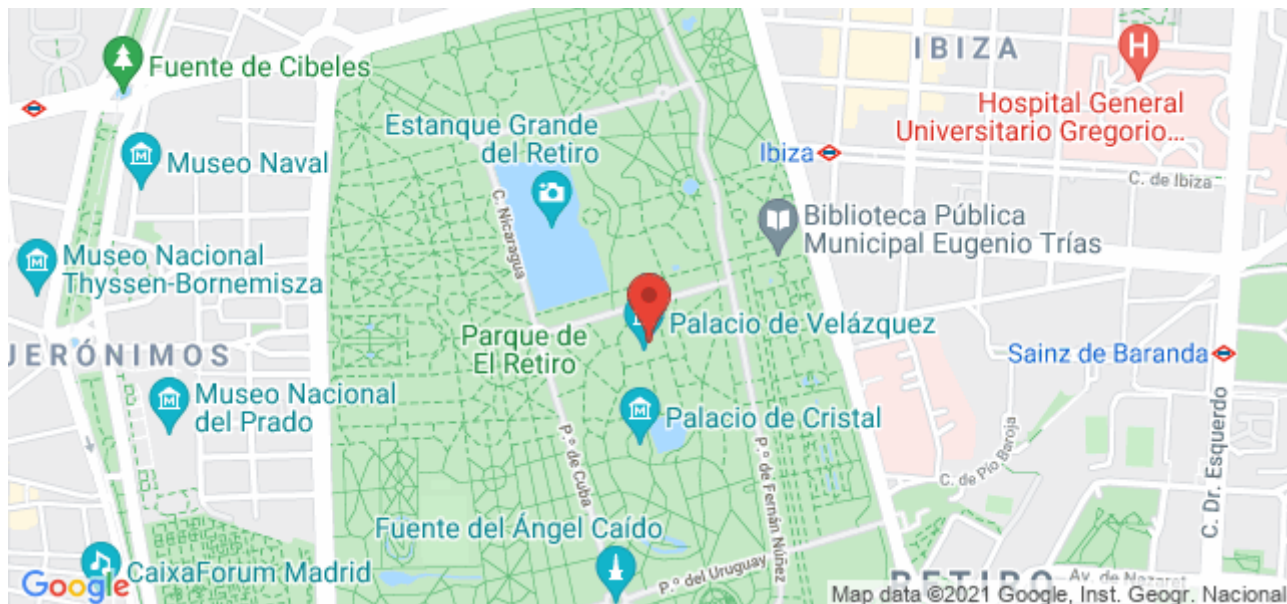 Fuente de Cibeles
Museo Naval
Museo Nacional
Thyssen-Bornemisza
JERÓNIMOS
Museo Nacional
del Prado
CaixaForum Madrid
Google
Estanque Grande
del Retiro
C. Nicaragua
Parque de
El Retiro
Palacio de Velázquez
Palacio de Cristal
P.º de Cuba
Fuente del Ángel Caído
P.º del Uruguay
P.º de Fernán Núñez
IBIZA
H
Hospital General
Universitario Gregorio...
Ibiza
C. de Ibiza
Biblioteca Pública
Municipal Eugenio Trías
Sainz de Baranda
C. de Pío Baroja
C. Dr. Esquerdo
RETIRO
Av. de Nazaret
Map data ©2021 Google, Inst. Geogr. Nacional